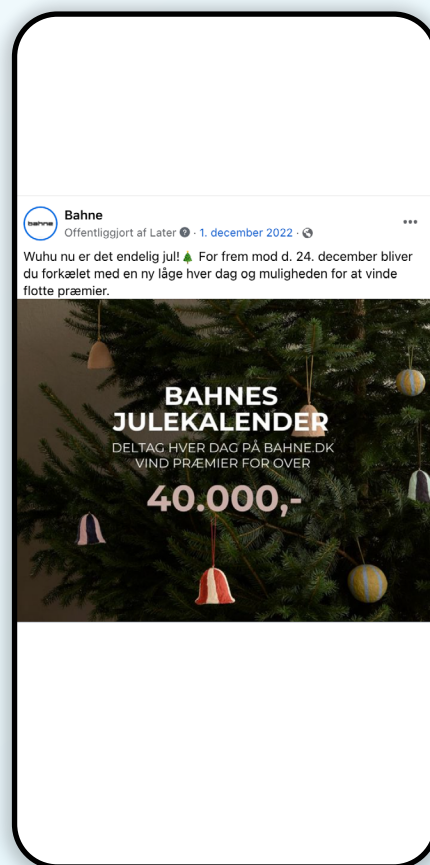 bahne
Bahne
Offentliggjort af Later · 1. december 2022 ·
Wuhu nu er det endelig jul! 🌲 For frem mod d. 24. december bliver
du forkælet med en ny låge hver dag og muligheden for at vinde
flotte præmier.
BAHNES
JULEKALENDER
DELTAG HVER DAG PÅ BAHNE.DK
VIND PRÆMIER FOR OVER
40.000,-